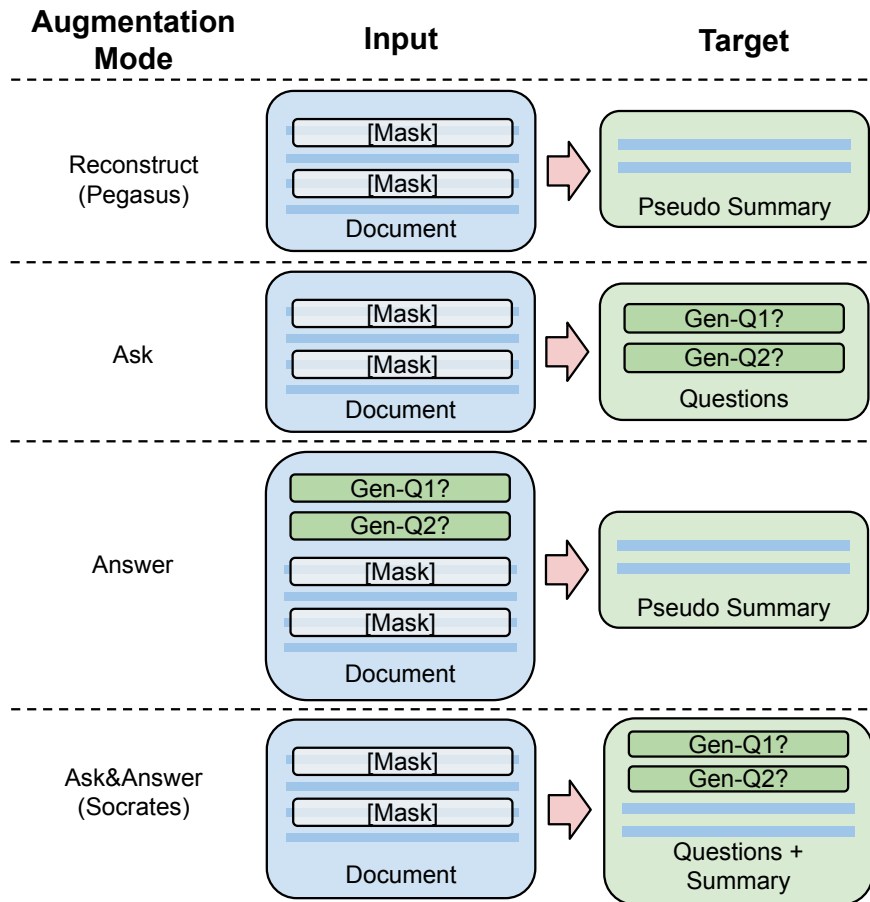 Augmentation
Mode
Input
Target
Reconstruct
(Pegasus)
[Mask]
[Mask]
Document
Pseudo Summary
Ask
[Mask]
[Mask]
Document
Gen-Q1?
Gen-Q2?
Questions
Answer
Gen-Q1?
Gen-Q2?
[Mask]
[Mask]
Document
Pseudo Summary
Ask&Answer
(Socrates)
[Mask]
[Mask]
Document
Gen-Q1?
Gen-Q2?
Questions +
Summary